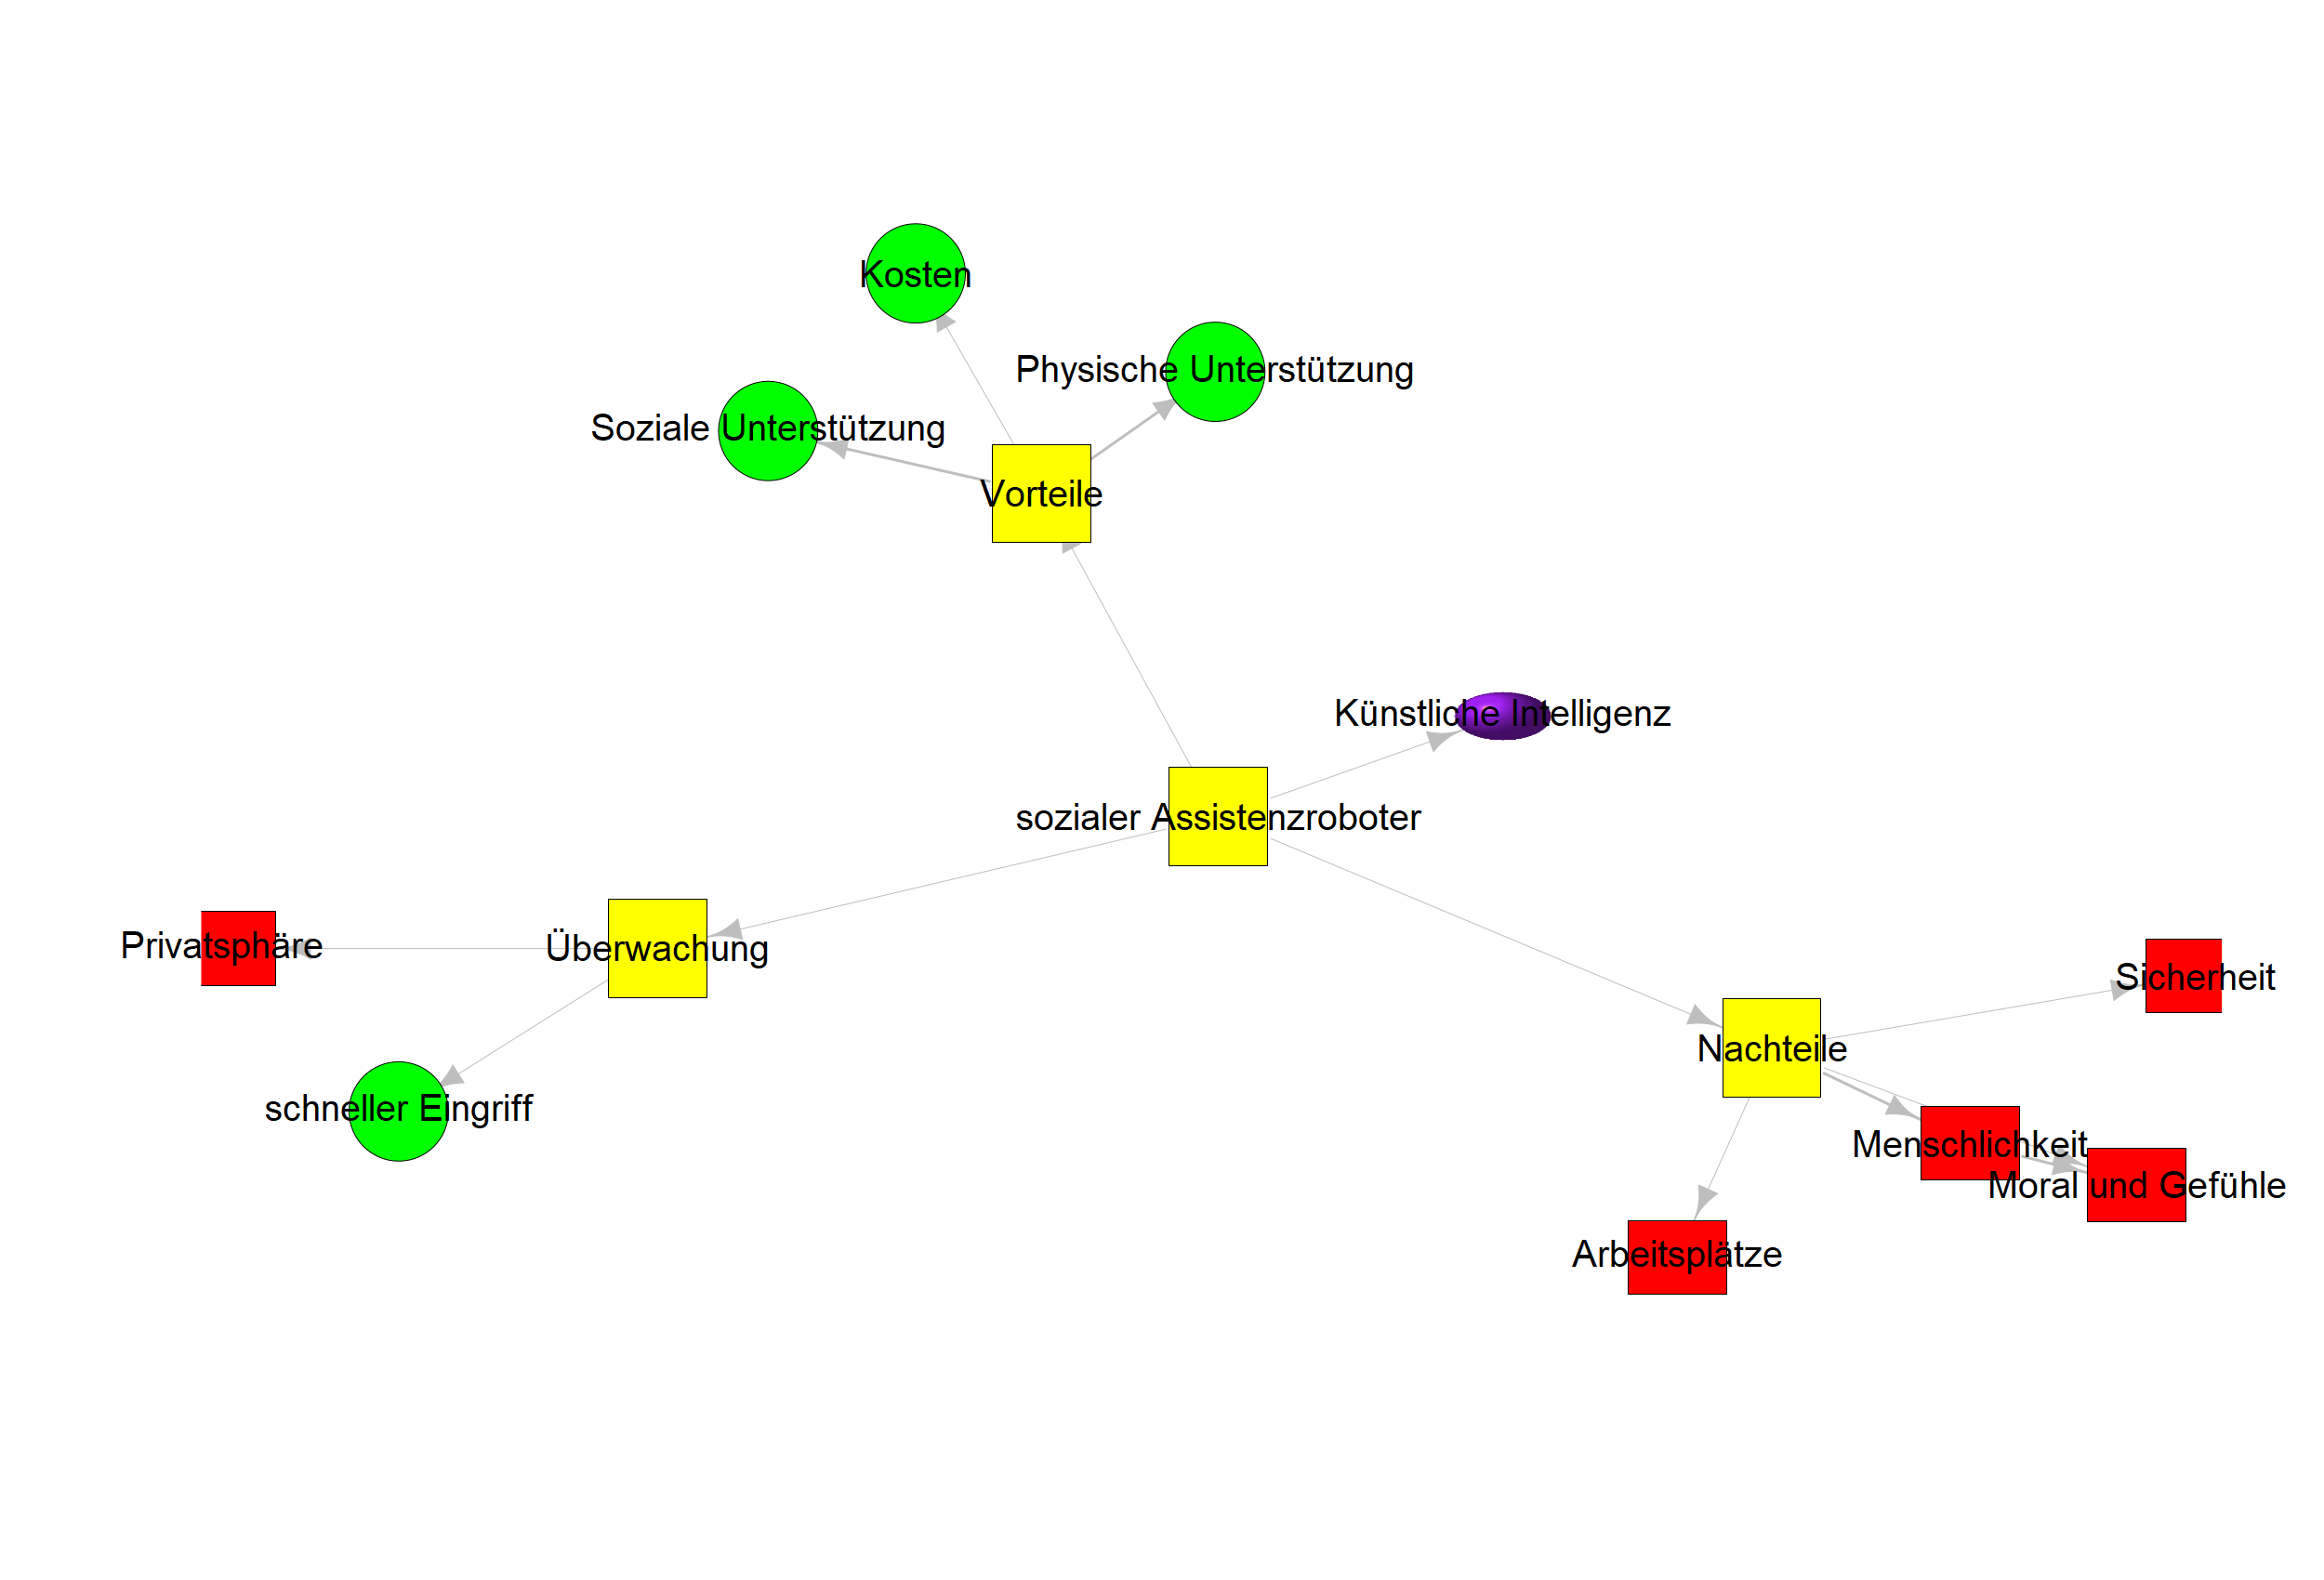 Kosten
Physische Unterstützung
Soziale Unterstützung
Vorteile
Künstliche Intelligenz
sozialer Assistenzroboter
Privatsphäre
Überwachung
Sicherheit
Nachteile
schneller Eingriff
Menschlichkeit
Moral und Gefühle
Arbeitsplätze